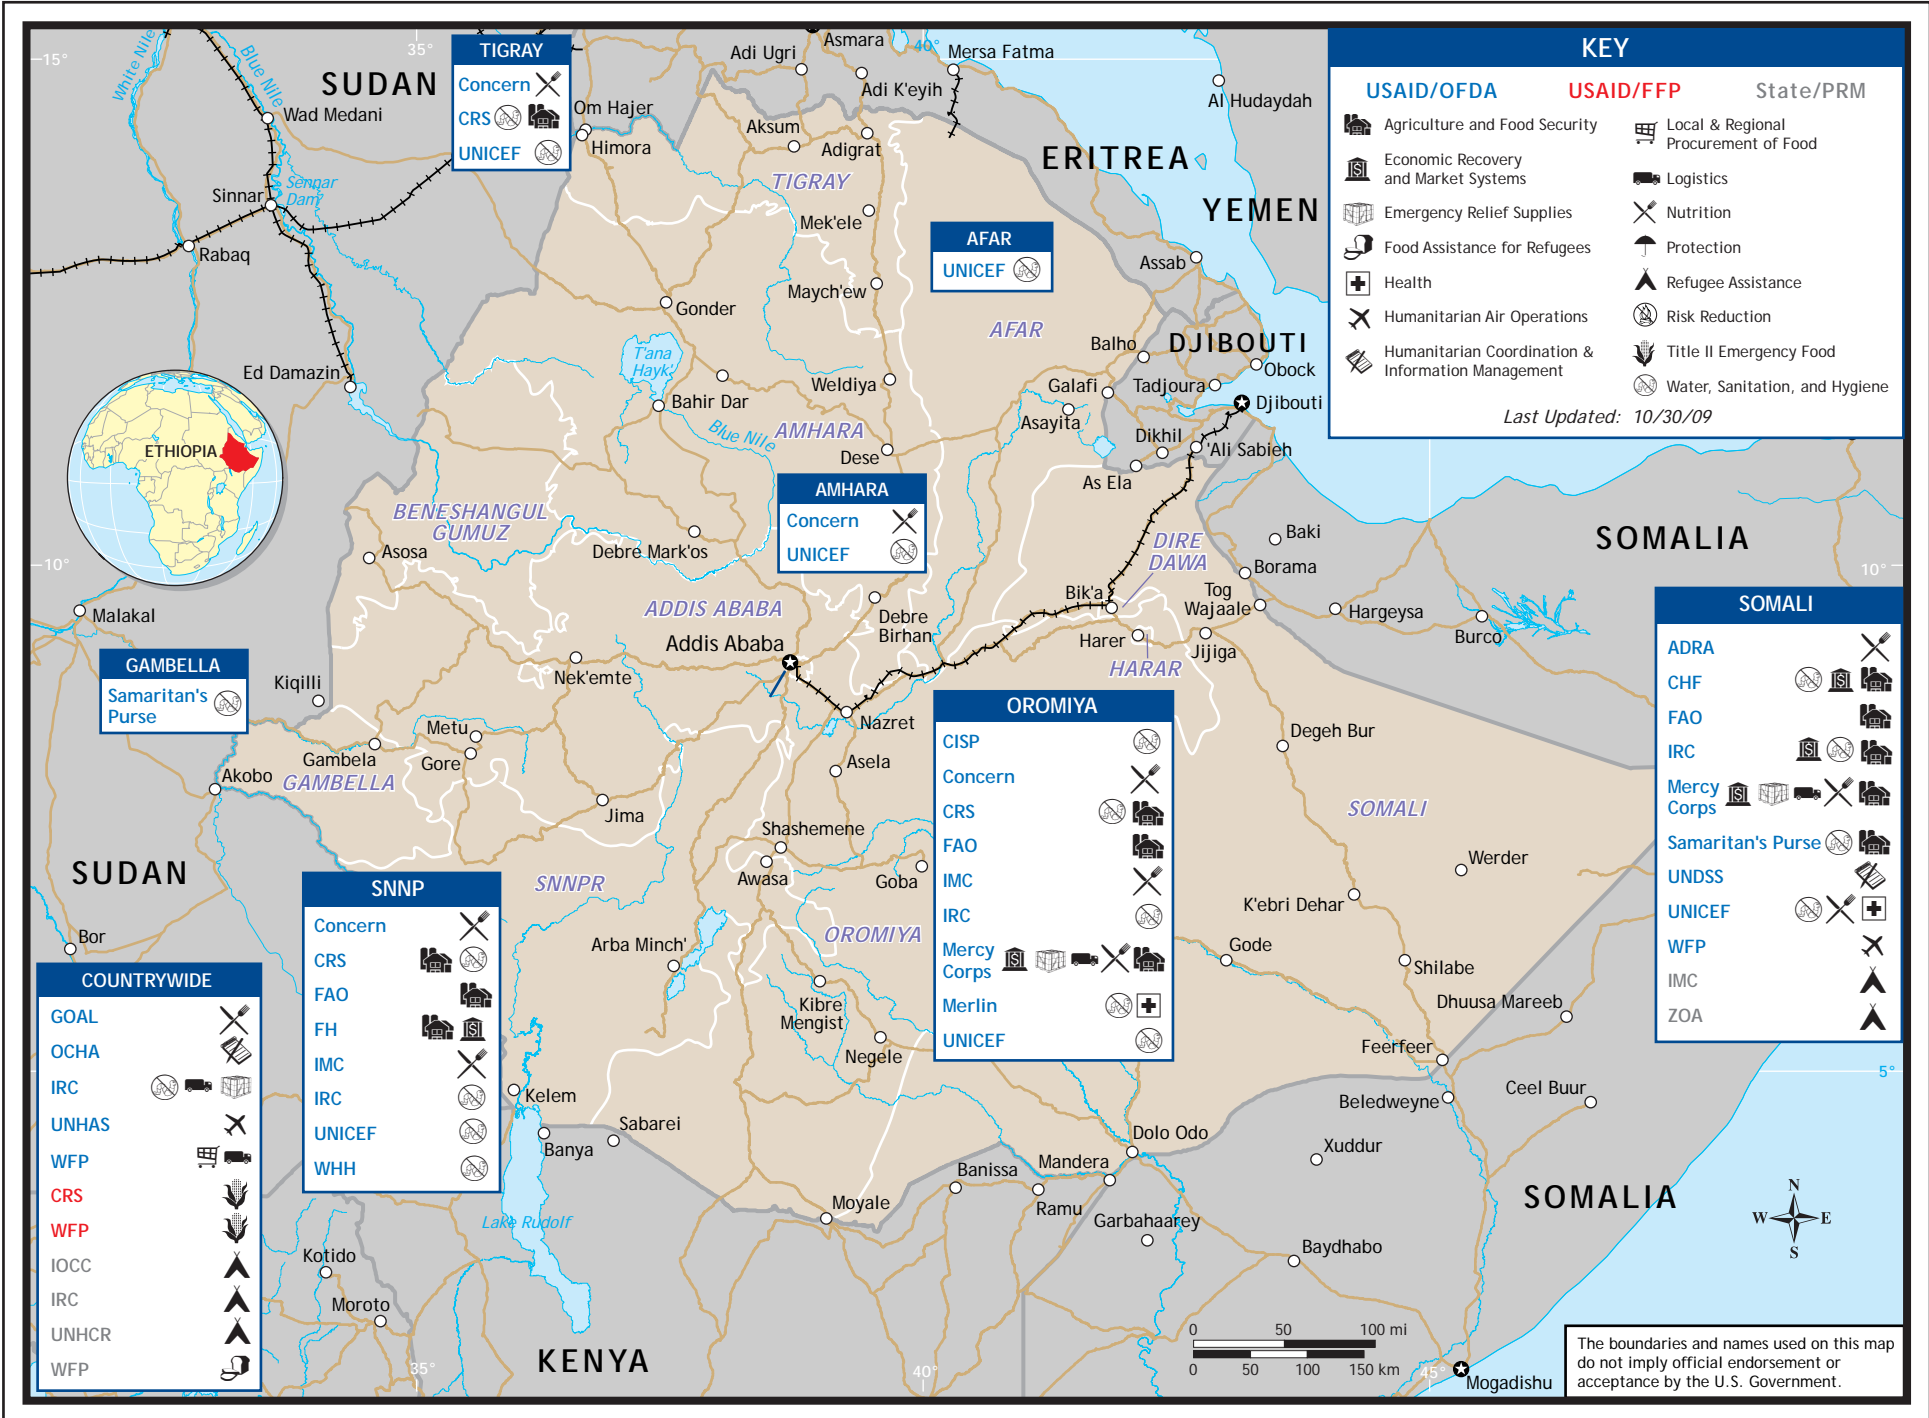 KEY
USAID/OFDA
USAID/FFP
State/PRM
Agriculture and Food Security
Economic Recovery
and Market Systems
Emergency Relief Supplies
Food Assistance for Refugees
Health
Humanitarian Air Operations
Humanitarian Coordination &
Information Management
Local & Regional
Procurement of Food
Logistics
Nutrition
Protection
Refugee Assistance
Risk Reduction
Title II Emergency Food
Water, Sanitation, and Hygiene
Last Updated: 10/30/09
TIGRAY
Concern
CRS
UNICEF
AFAR
UNICEF
AMHARA
Concern
UNICEF
GAMBELLA
Samaritan's
Purse
SNNP
Concern
CRS
FAO
FH
IMC
IRC
UNICEF
WHH
COUNTRYWIDE
GOAL
OCHA
IRC
UNHAS
WFP
CRS
WFP
IOCC
IRC
UNHCR
WFP
OROMIYA
CISP
Concern
CRS
FAO
IMC
IRC
Mercy
Corps
Merlin
UNICEF
SOMALI
ADRA
CHF
FAO
IRC
Mercy
Corps
Samaritan's Purse
UNDSS
UNICEF
WFP
IMC
ZOA
15°
35°
40°
White Nile
Blue Nile
SUDAN
Wad Medani
Sennar
Dam
Sinnar
Rabaq
Ed Damazin
ETHIOPIA
10°
Malakal
Om Hajer
Himora
Adi Ugri
Asmara
Adi K'eyih
Mersa Fatma
Al Hudaydah
Aksum
Adigrat
TIGRAY
Mek'ele
ERITREA
YEMEN
Assab
Maych'ew
Gonder
AFAR
T'ana
Hayk'
Bahir Dar
Weldiya
Blue Nile
AMHARA
Dese
Balho
DJIBOUTI
Obock
Galafi
Tadjoura
Djibouti
Asayita
Dikhil
'Ali Sabieh
As Ela
BENESHANGUL
GUMUZ
Asosa
Debre Mark'os
DIRE
DAWA
Baki
Borama
SOMALIA
10°
ADDIS ABABA
Addis Ababa
Debre
Birhan
Bik'a
Tog
Wajaale
Hargeysa
Burco
Harer
Jijiga
HARAR
Kiqilli
Nek'emte
Nazret
Metu
Gore
Gambela
GAMBELLA
Akobo
Asela
Degeh Bur
Jima
SOMALI
Shashemene
Awasa
Goba
Werder
SUDAN
SNNPR
K'ebri Dehar
OROMIYA
Bor
Arba Minch'
Gode
Shilabe
Kibre
Mengist
Negele
Dhuusa Mareeb
Feerfeer
5°
Kelem
Beledweyne
Ceel Buur
Banya
Sabarei
Dolo Odo
Xuddur
Mandera
Banissa
Ramu
Moyale
Garbahaarey
SOMALIA
Lake Rudolf
Kotido
Baydhabo
Moroto
KENYA
35°
40°
45°
Mogadishu
N
W
E
S
0 50 100 mi
0 50 100 150 km
The boundaries and names used on this map
do not imply official endorsement or
acceptance by the U.S. Government.